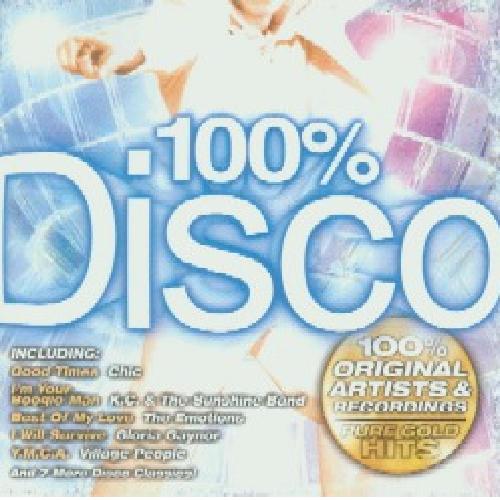 100%
Disco
INCLUDING:
Good Times Chic
I'm Your
Boogie Man K.C. & The Sunshine Band
Best Of My Love The Emotions
I Will Survive Gloria Gaynor
Y.M.C.A. Village People
And 7 More Disco Classics!
100%
ORIGINAL
ARTISTS &
RECORDINGS
PURE GOLD
HITS